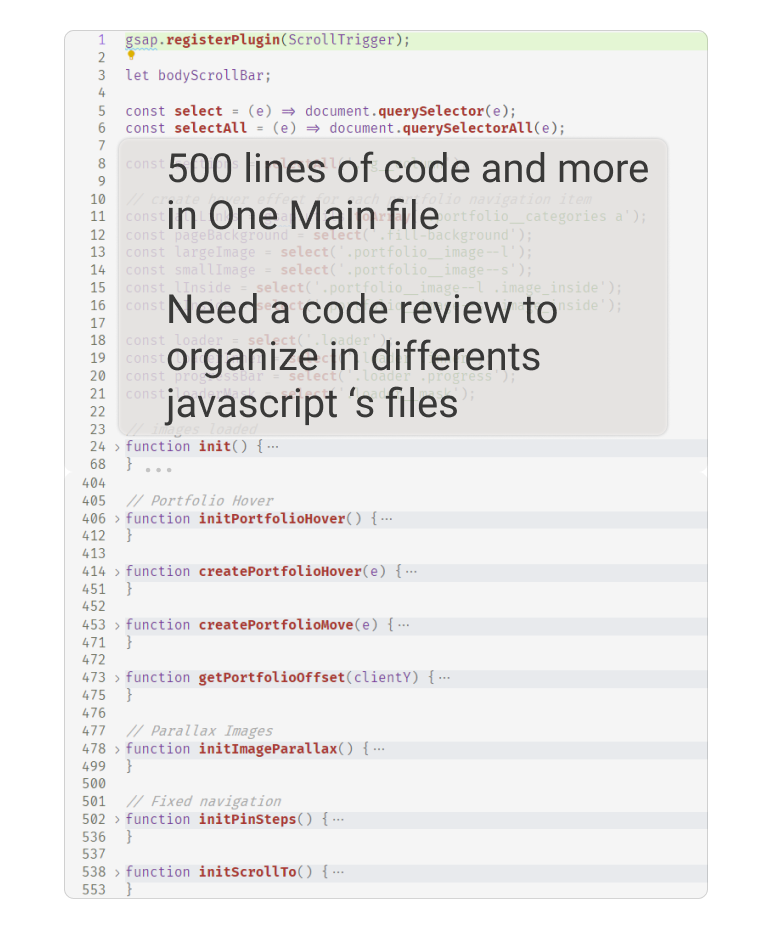 1 gsap.registerPlugin(ScrollTrigger);
2
3 let bodyScrollBar;
4
5 const select = (e) => document.querySelector(e);
6 const selectAll = (e) => document.querySelectorAll(e);
7
8 const
500 lines of code and more
9
10 // create hover effect for each portfolio navigation item
in One Main file
11 const portfolio__categories a');
12 const pageBackground = select('.fill-background');
13 const largeImage = select('.portfolio__image--l');
14 const smallImage = select('.portfolio__image--s');
15 const lInside = select('.portfolio__image--l .image_inside');
16 const image_inside');
Need a code review to
17
18 const loader = select('.loader');
19 const
organize in differents
20 const progressBar = select('.loader .progress');
21 const loaderMask = select('
javascript ‘s files
22
23 // images loaded
24 > function init() { ···
68 }
...
404
405 // Portfolio Hover
406 > function initPortfolioHover() { ···
412 }
413
414 > function createPortfolioHover(e) { ···
451 }
452
453 > function createPortfolioMove(e) { ···
471 }
472
473 > function getPortfolioOffset(clientY) { ···
475 }
476
477 // Parallax Images
478 > function initImageParallax() { ···
499 }
500
501 // Fixed navigation
502 > function initPinSteps() { ···
536 }
537
538 > function initScrollTo() { ···
553 }